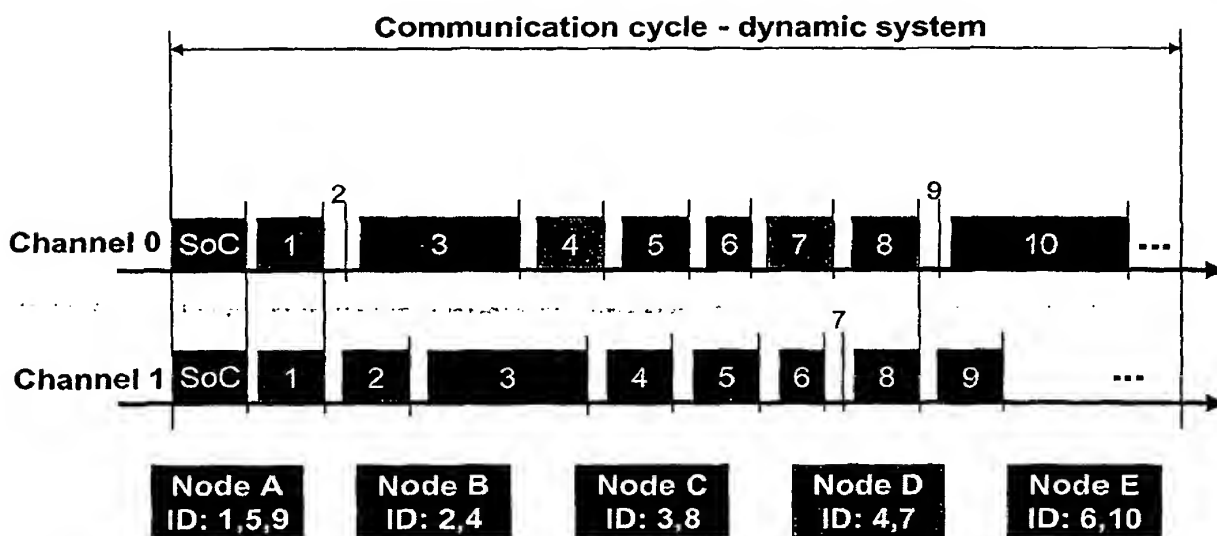 Communication cycle - dynamic system
2 9
Channel 0 SoC 1 3 4 5 6 7 8 10 ...
7
Channel 1 SoC 1 2 3 4 5 6 8 9 ...
Node A
ID: 1,5,9
Node B
ID: 2,4
Node C
ID: 3,8
Node D
ID: 4,7
Node E
ID: 6,10